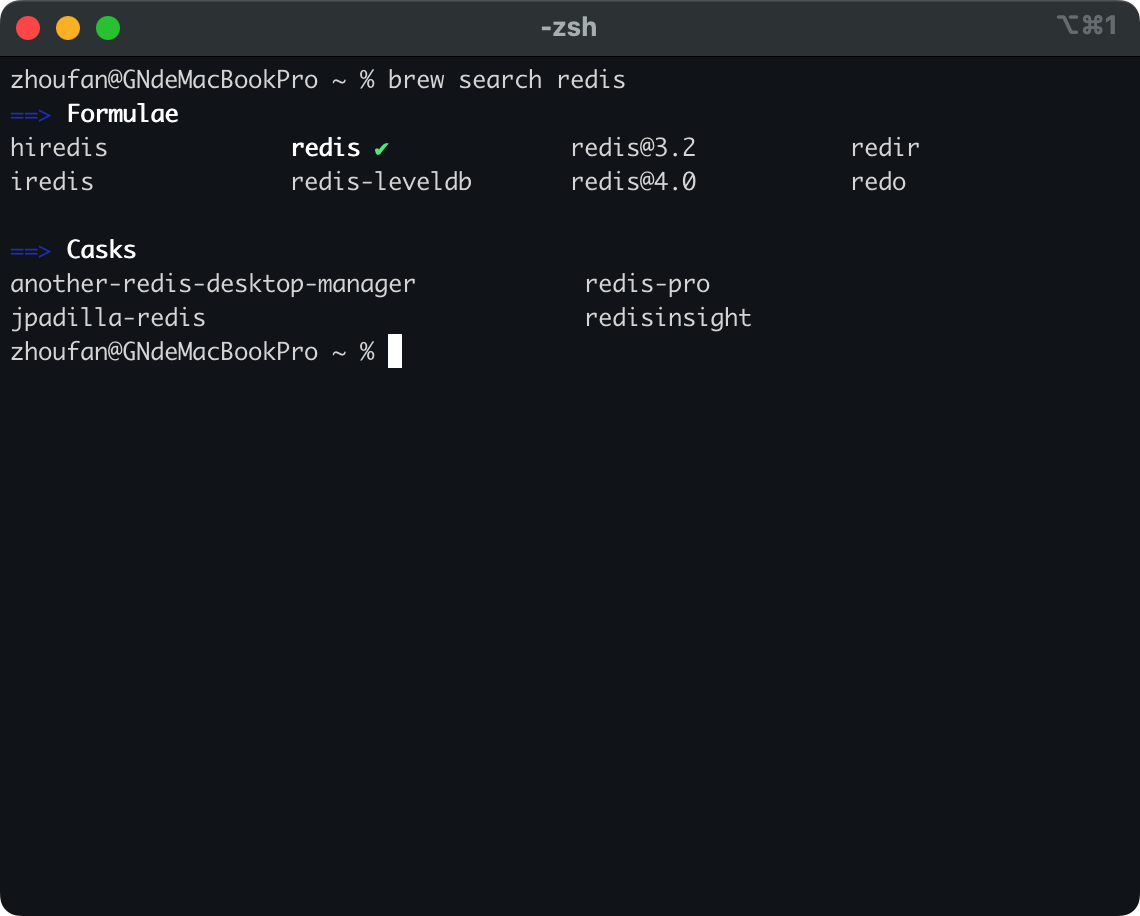 -zsh ⌥⌘1
zhoufan@GNdeMacBookPro ~ % brew search redis
==> Formulae
hiredis redis ✔ redis@3.2 redir
iredis redis-leveldb redis@4.0 redo
==> Casks
another-redis-desktop-manager redis-pro
jpadilla-redis redisinsight
zhoufan@GNdeMacBookPro ~ %